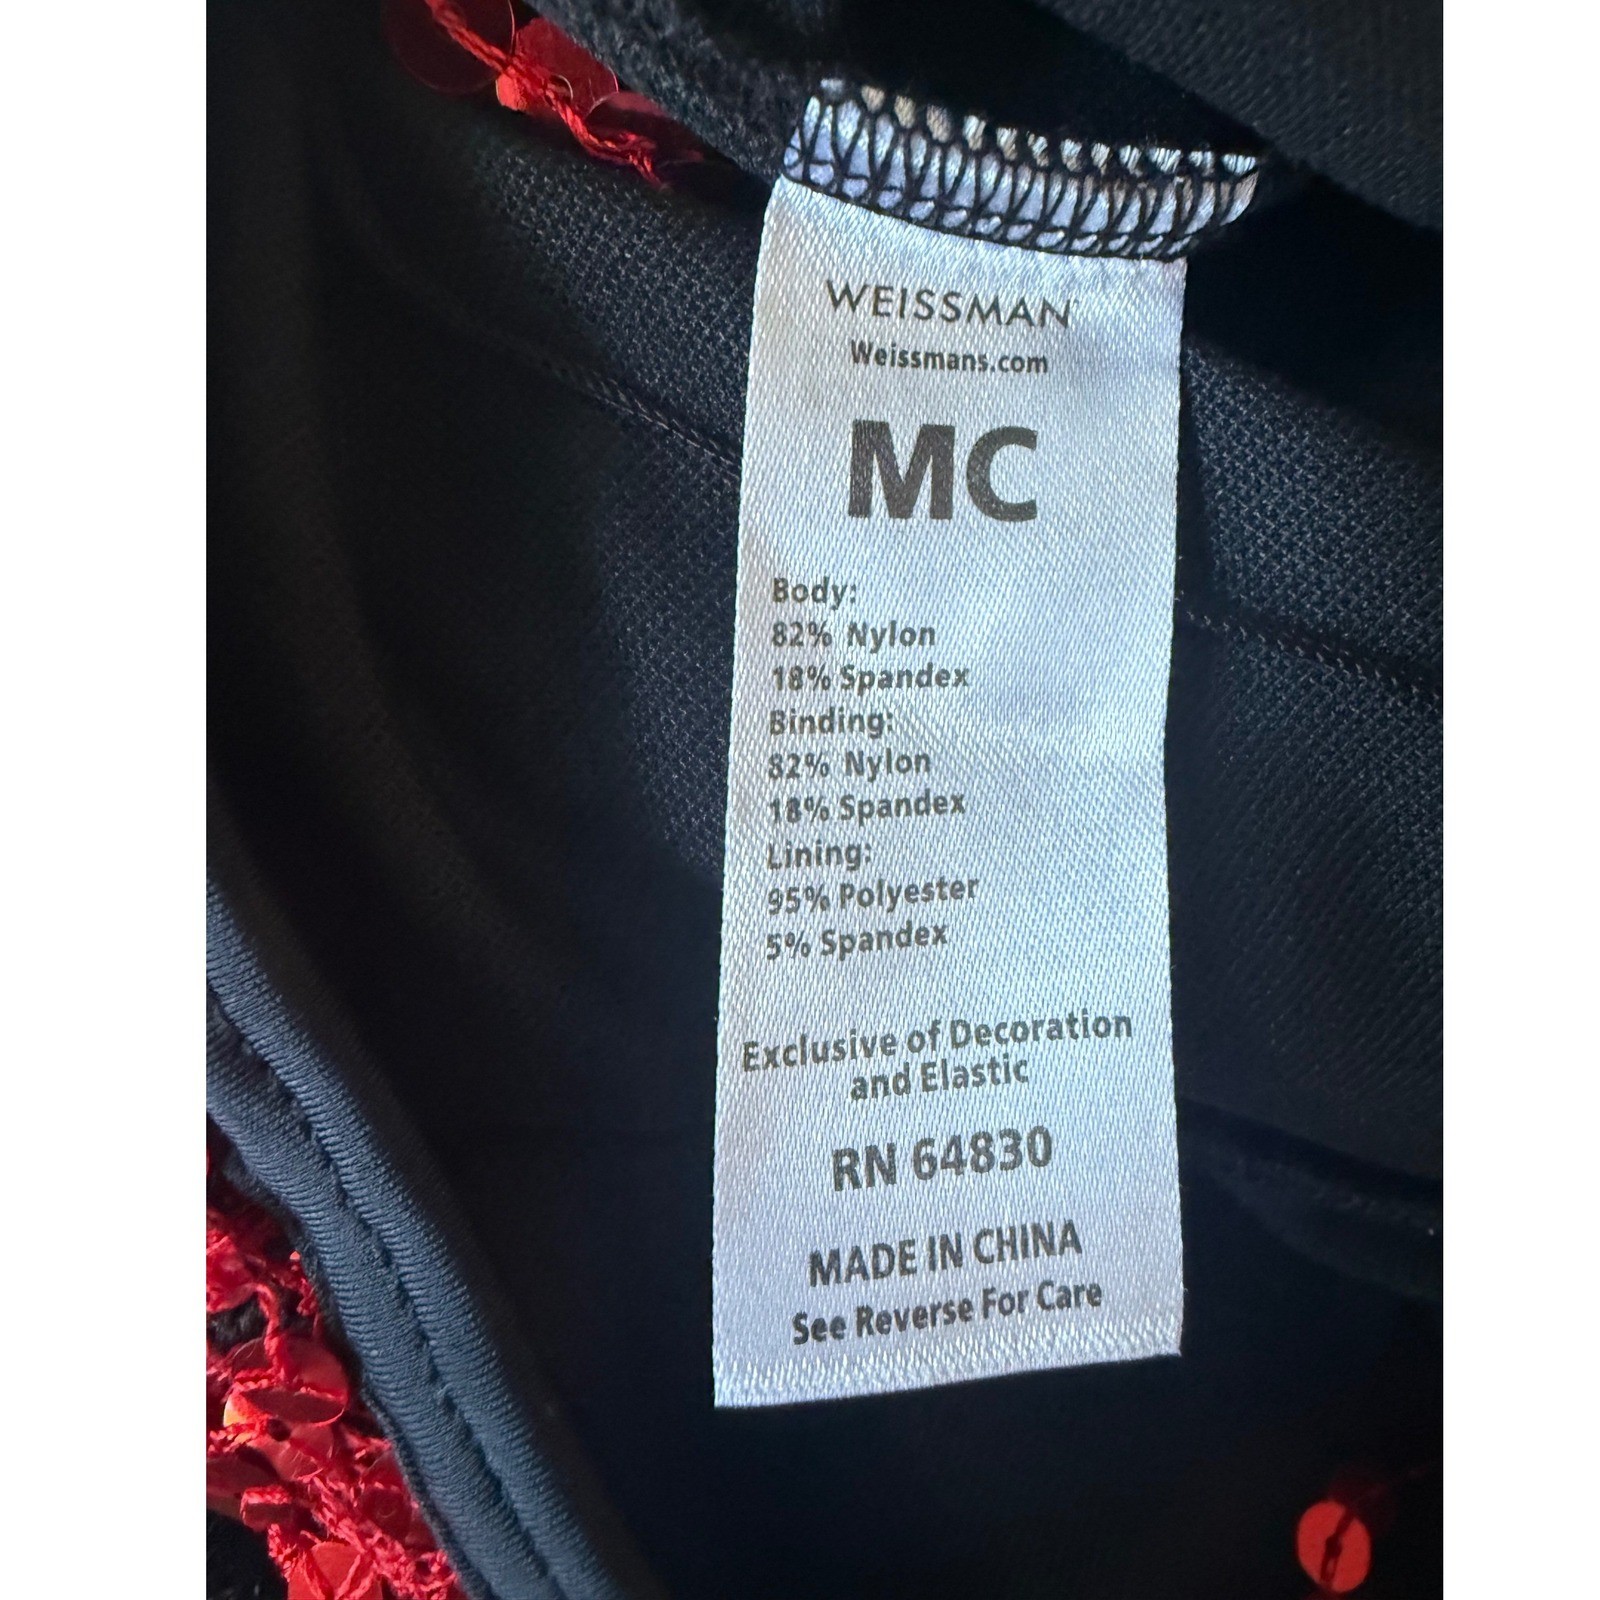 WEISSMAN
Weissmans.com
MC
Body:
82% Nylon
18% Spandex
Binding:
82% Nylon
18% Spandex
Lining:
95% Polyester
5% Spandex
Exclusive of Decoration
and Elastic
RN 64830
MADE IN CHINA
See Reverse For Care